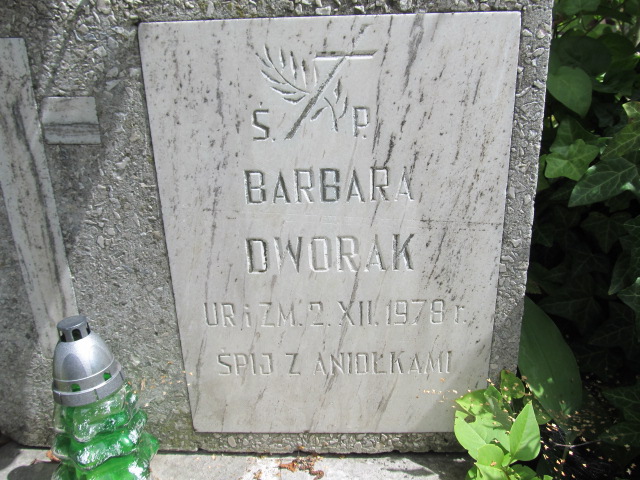 Ś. P.
BARBARA
DWORAK
UR i ZM. 2. XII. 1978 r.
ŚPIJ Z ANIOŁKAMI